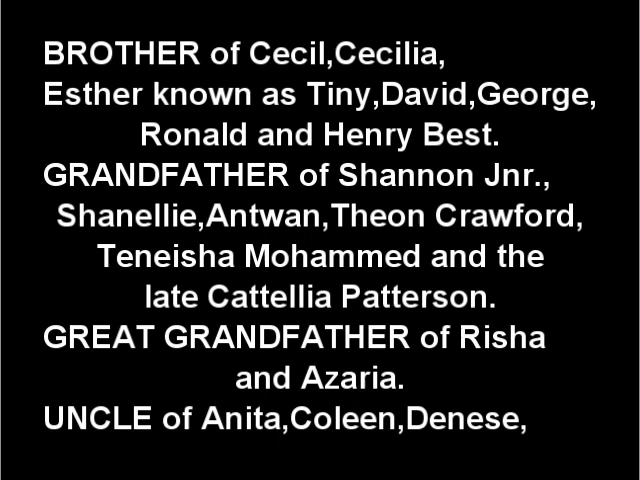 BROTHER of Cecil,Cecilia,
Esther known as Tiny,David,George,
Ronald and Henry Best.
GRANDFATHER of Shannon Jnr.,
Shanellie,Antwan,Theon Crawford,
Teneisha Mohammed and the
late Cattellia Patterson.
GREAT GRANDFATHER of Risha
and Azaria.
UNCLE of Anita,Coleen,Denese,